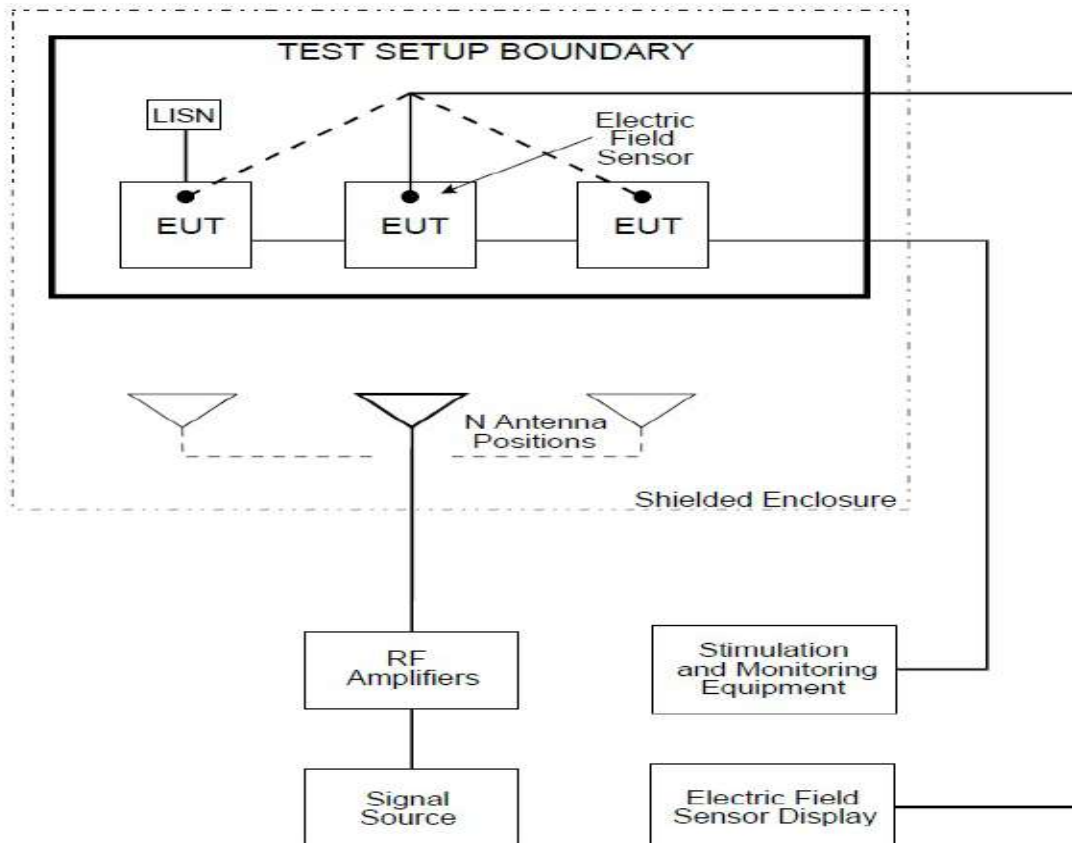 TEST SETUP BOUNDARY
LISN
Electric
Field
Sensor
EUT
EUT
EUT
N Antenna
Positions
Shielded Enclosure
RF
Amplifiers
Stimulation
and Monitoring
Equipment
Signal
Source
Electric Field
Sensor Display